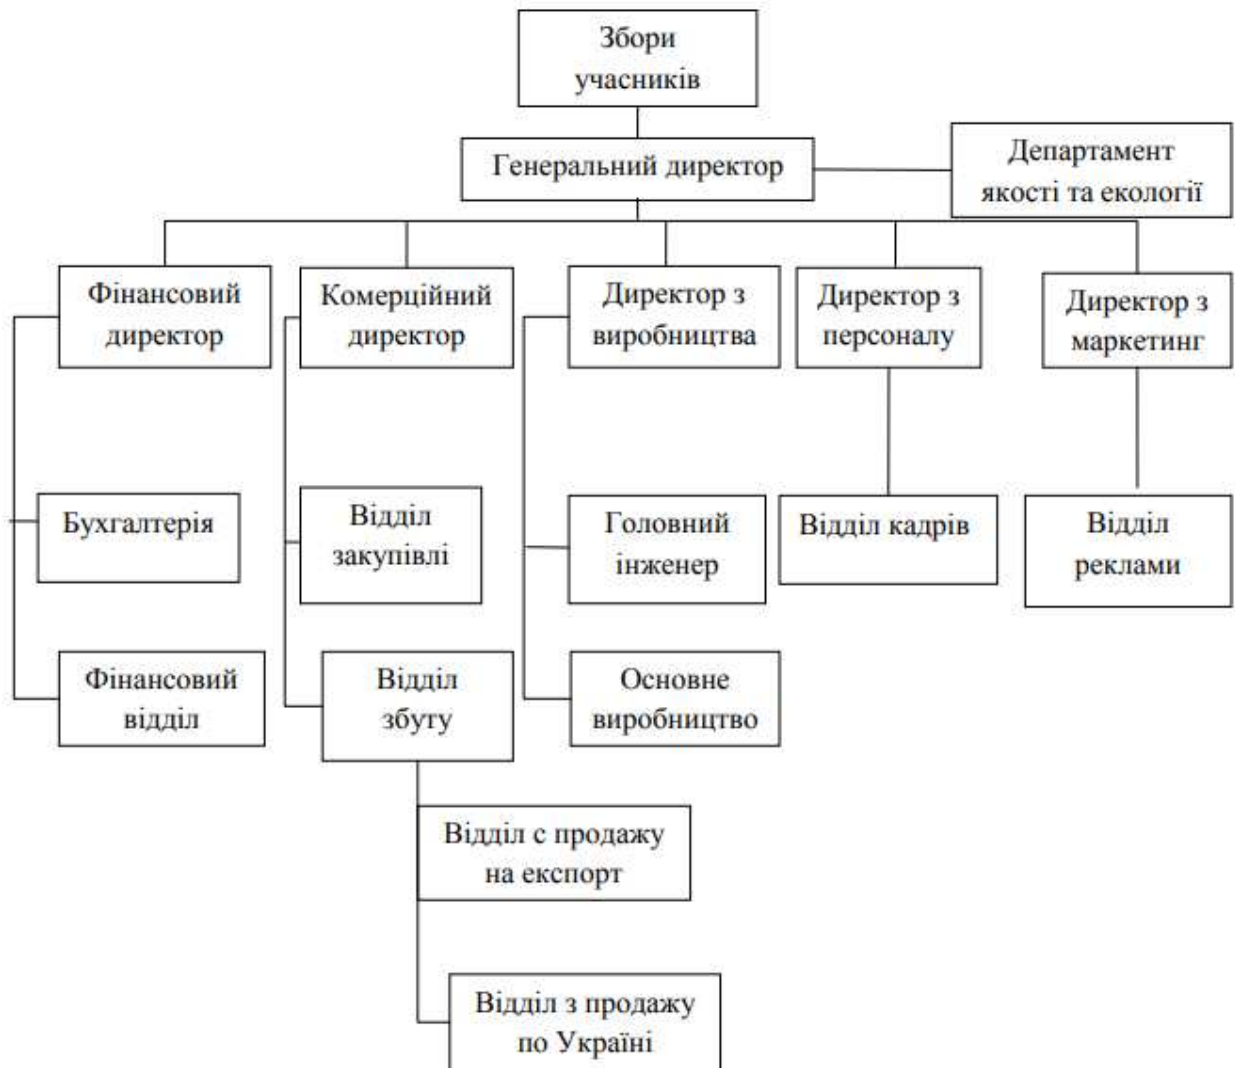 Збори
учасників
Генеральний директор
Департамент
якості та екології
Фінансовий
директор
Комерційний
директор
Директор з
виробництва
Директор з
персоналу
Директор з
маркетинг
Бухгалтерія
Відділ
закупівлі
Головний
інженер
Відділ кадрів
Відділ
реклами
Фінансовий
відділ
Відділ
збуту
Основне
виробництво
Відділ с продажу
на експорт
Відділ з продажу
по Україні